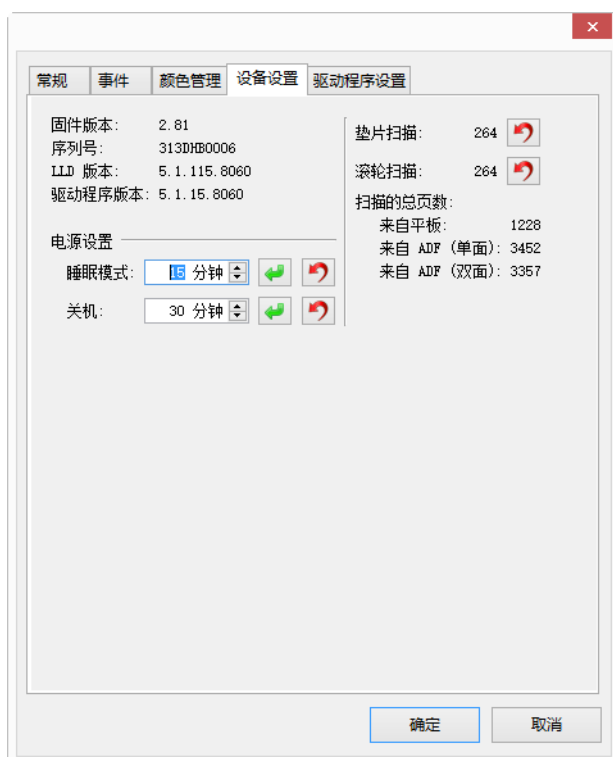 常规 事件 颜色管理 设备设置 驱动程序设置
固件版本: 2.81
序列号: 313DHB0006
LLD 版本: 5.1.115.8060
驱动程序版本: 5.1.15.8060
电源设置
睡眠模式: 15 分钟
关机: 30 分钟
垫片扫描: 264
滚轮扫描: 264
扫描的总页数:
来自平板: 1228
来自 ADF (单面): 3452
来自 ADF (双面): 3357
确定 取消